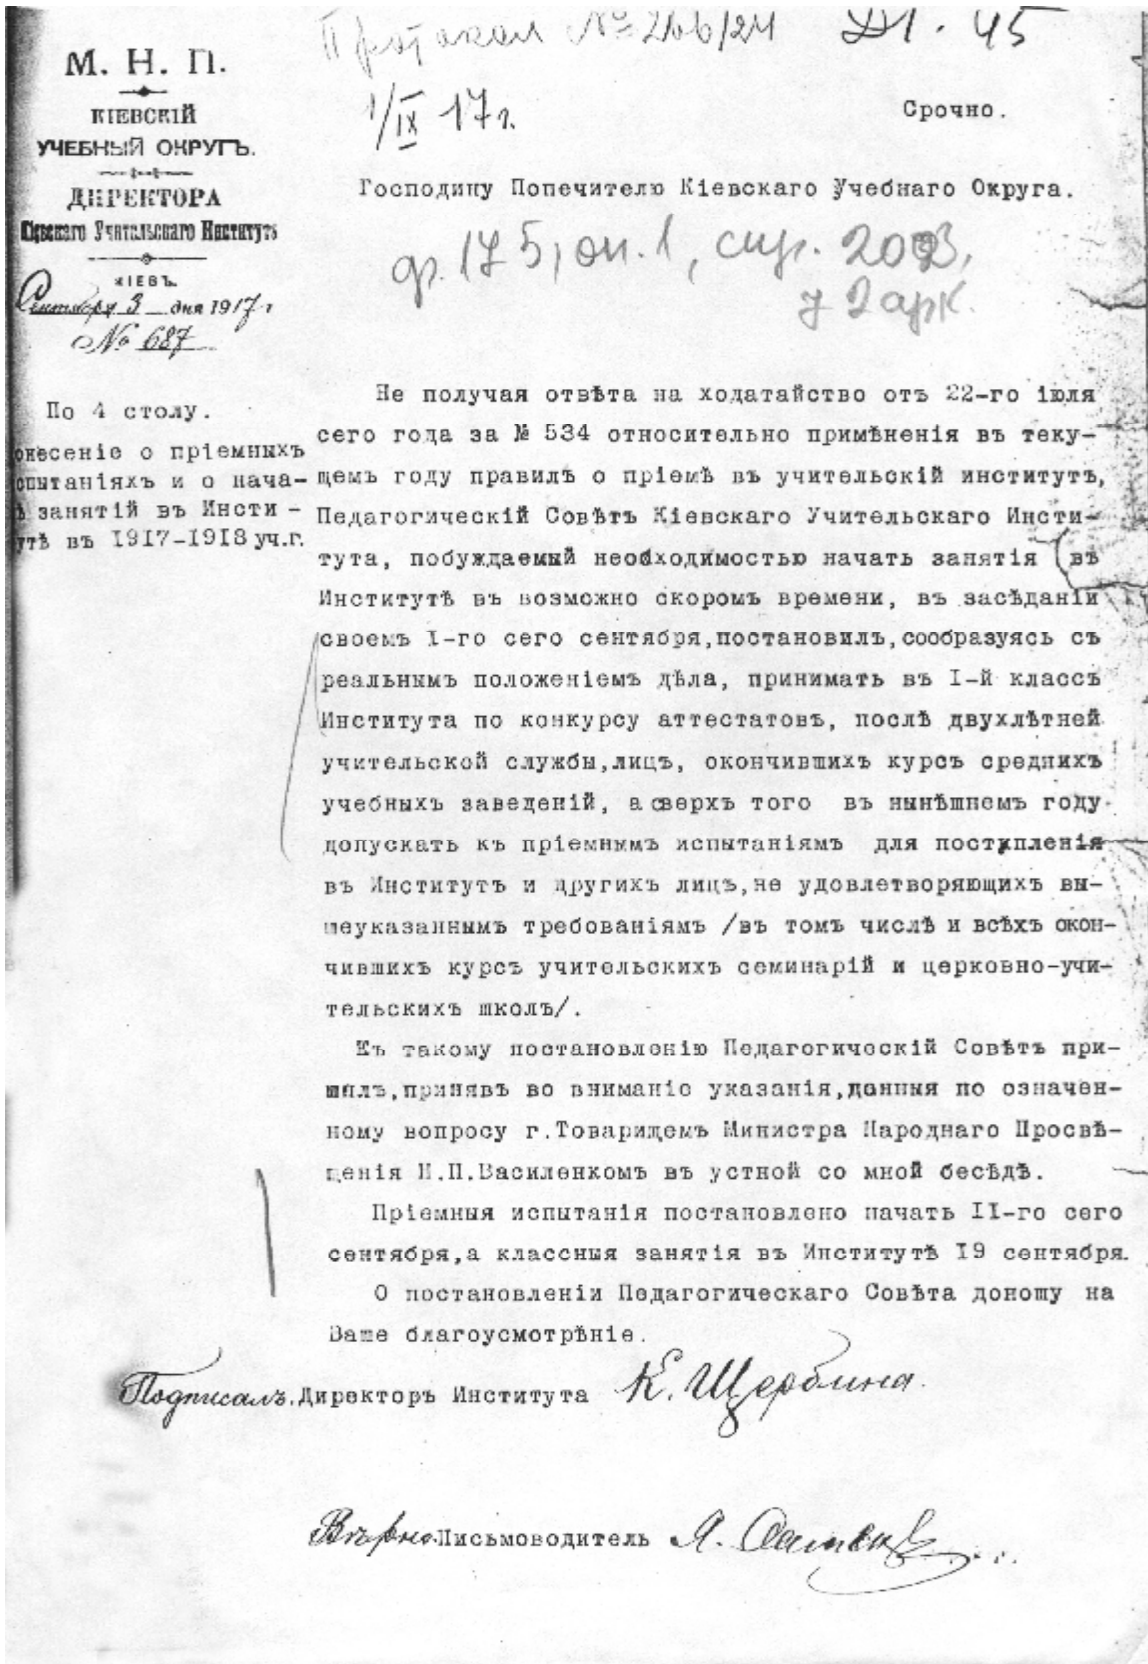 Протокол № 266/24 Д1. 45
1/IX 17 г.
М. Н. П.
КІЕВСКІЙ
УЧЕБНЫЙ ОКРУГЪ.
ДИРЕКТОРА
Кіевскаго Учительскаго Института
КІЕВЪ.
Сентября 3 дня 1917 г
№ 687
Срочно.
Господину Попечителю Кіевскаго Учебнаго Округа.
ф. 175, оп. 1, спр.
2 арк.
По 4 столу.
онесеніе о пріемныхъ
спытаніяхъ и о нача-
ѣ занятій въ Инсти-
утѣ въ 1917-1918 уч.г.
Не получая отвѣта на ходатайство отъ 22-го іюля
сего года за № 534 относительно примѣненія въ теку-
щемъ году правилъ о пріемѣ въ учительскій институтъ,
Педагогическій Совѣтъ Кіевскаго Учительскаго Инсти-
тута, побуждаемый необходимостью начать занятія въ
Институтѣ въ возможно скоромъ времени, въ засѣданіи
своемъ I-го сего сентября,постановилъ,сообразуясь съ
реальнымъ положеніемъ дѣла, принимать въ I-й классъ
Института по конкурсу аттестатовъ, послѣ двухлѣтней
учительской службы,лицъ, окончившихъ курсъ среднихъ
учебныхъ заведеній, а сверхъ того въ нынѣшнемъ году
допускать къ пріемнымъ испытаніямъ для поступленія
въ Институтъ и другихъ лицъ,не удовлетворяющихъ вы-
шеуказаннымъ требованіямъ /въ томъ числѣ и всѣхъ окон-
чившихъ курсъ учительскихъ семинарій и церковно-учи-
тельскихъ школъ/.
Къ такому постановленію Педагогическій Совѣтъ при-
шелъ,принявъ во вниманіе указанія,данныя по означен-
ному вопросу г.Товарищемъ Министра Народнаго Просвѣ-
щенія Н.П.Василенкомъ въ устной со мной бесѣдѣ.
Пріемныя испытанія постановлено начать II-го сего
сентября,а классныя занятія въ Институтѣ I9 сентября.
О постановленіи Педагогическаго Совѣта доношу на
Ваше благоусмотрѣніе.
Подписалъ. Директоръ Института К. Щербина.
Вѣрно Письмоводитель Я.